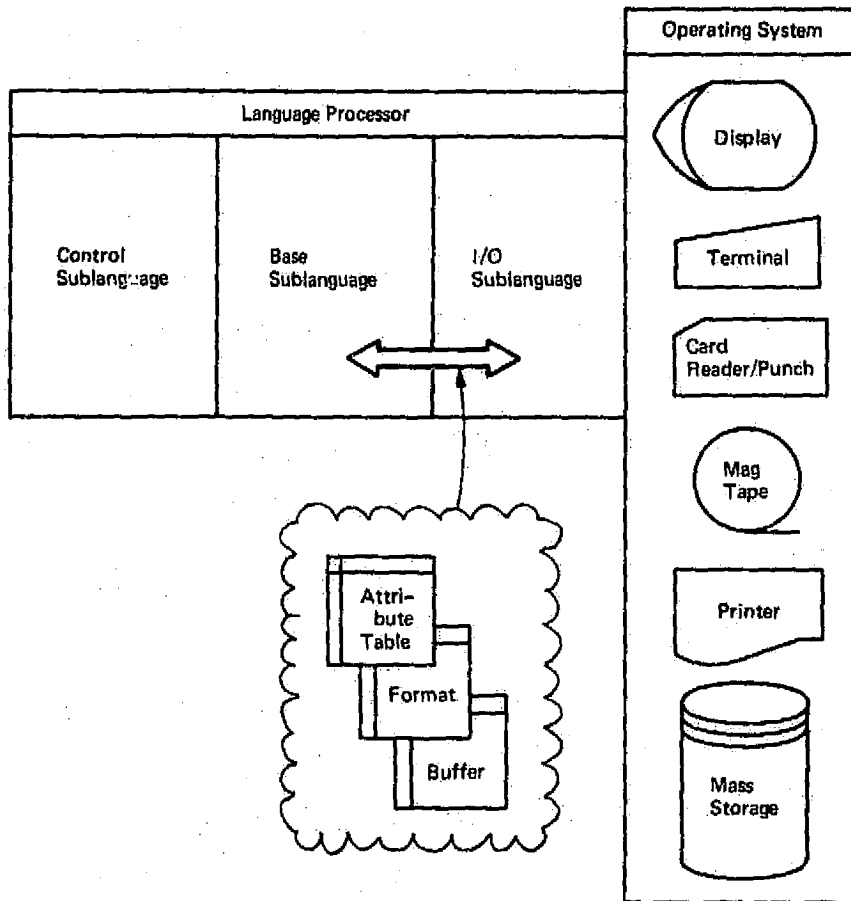 Operating System
Language Processor
Control
Sublanguage
Base
Sublanguage
I/O
Sublanguage
Display
Terminal
Card
Reader/Punch
Mag
Tape
Printer
Mass
Storage
Attri-
bute
Table
Format
Buffer